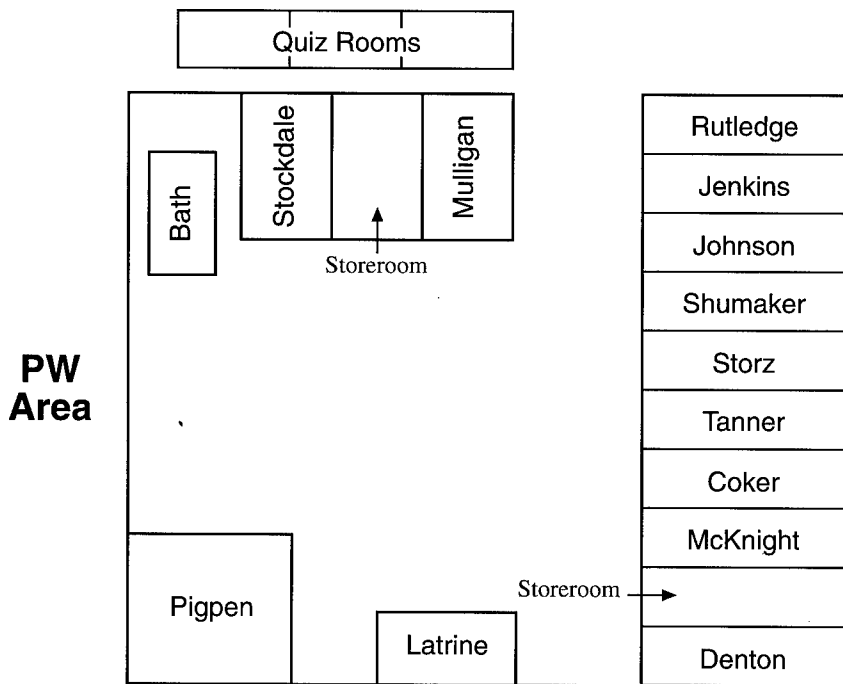 Quiz Rooms
Stockdale
Mulligan
Bath
Storeroom
PW
Area
Pigpen
Latrine
Rutledge
Jenkins
Johnson
Shumaker
Storz
Tanner
Coker
McKnight
Storeroom
Denton